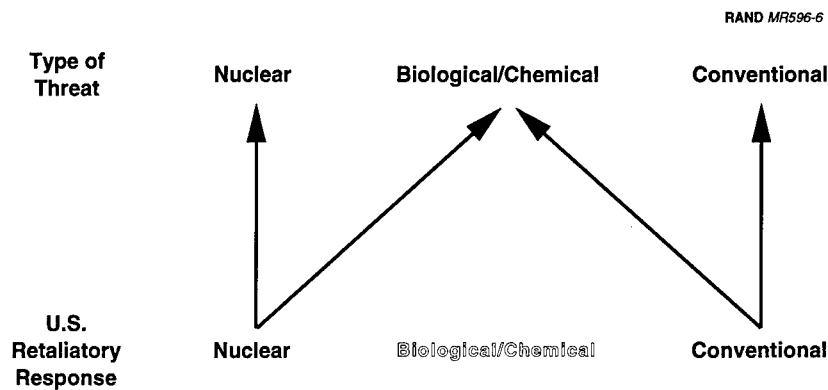 RAND MR596-6
Type of
Threat
Nuclear
Biological/Chemical
Conventional
U.S.
Retaliatory
Response
Nuclear
Biological/Chemical
Conventional